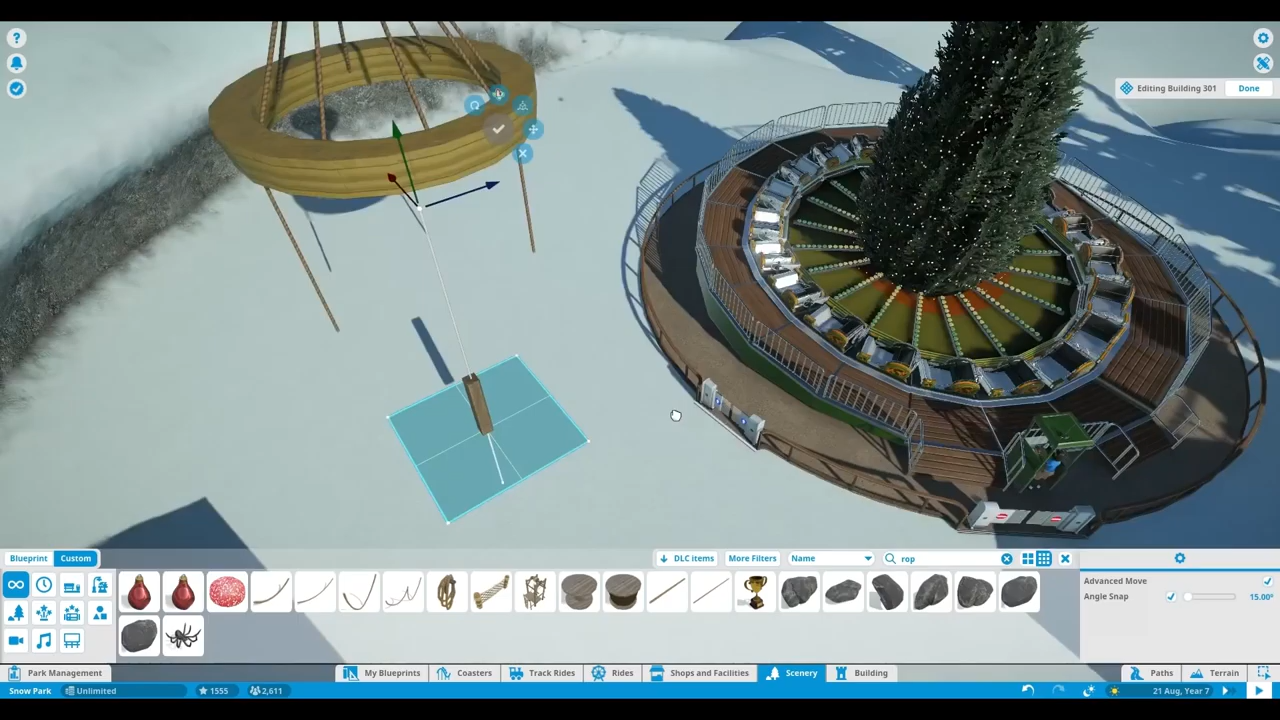 Editing Building 301
Done
Blueprint
Custom
DLC items
More Filters
Name
rop
Advanced Move
Angle Snap
15.00°
Park Management
My Blueprints
Coasters
Track Rides
Rides
Shops and Facilities
Scenery
Building
Paths
Terrain
Snow Park
Unlimited
1555
2,611
21 Aug, Year 7